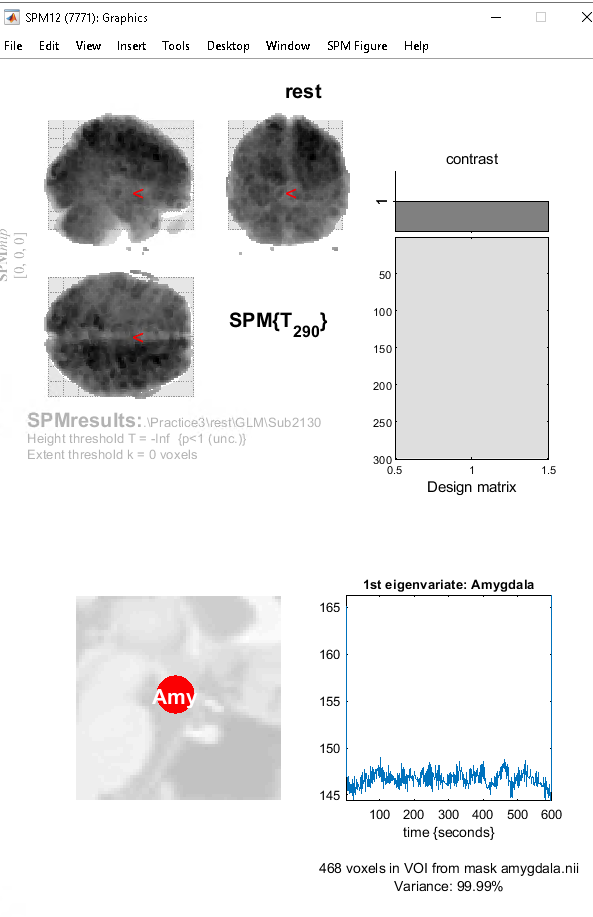 SPM12 (7771): Graphics
File Edit View Insert Tools Desktop Window SPM Figure Help
rest
<
<
<
SPMmip
[0, 0, 0]
SPM{T290}
contrast
1
50
100
150
200
250
300
0.5 1 1.5
Design matrix
SPMresults: .\Practice3\rest\GLM\Sub2130
Height threshold T = -Inf {p<1 (unc.)}
Extent threshold k = 0 voxels
Amy
1st eigenvariate: Amygdala
165
160
155
150
145
100 200 300 400 500 600
time {seconds}
468 voxels in VOI from mask amygdala.nii
Variance: 99.99%